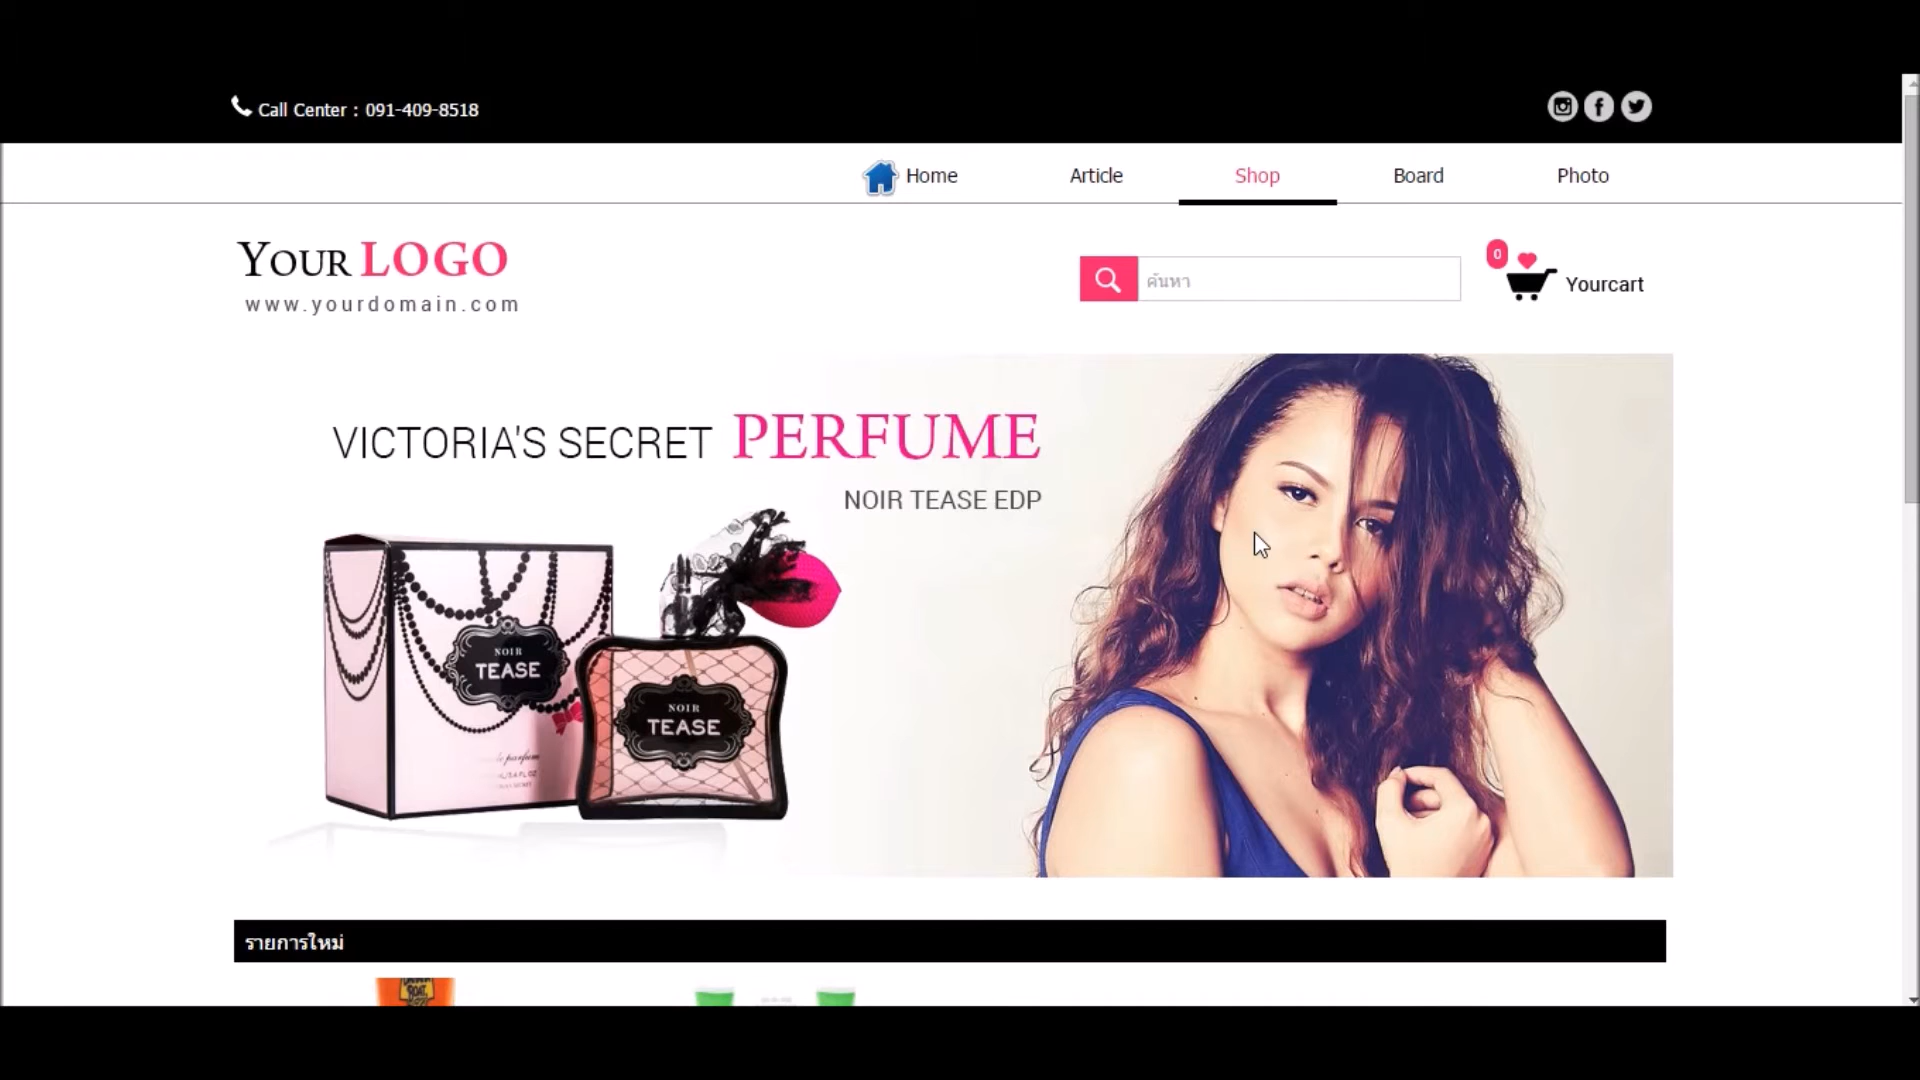 Call Center : 091-409-8518
Home
Article
Shop
Board
Photo
YOUR LOGO
www.yourdomain.com
ค้นหา
0
Yourcart
VICTORIA'S SECRET PERFUME
NOIR TEASE EDP
NOIR
TEASE
NOIR
TEASE
parfum
รายการใหม่
BOAT